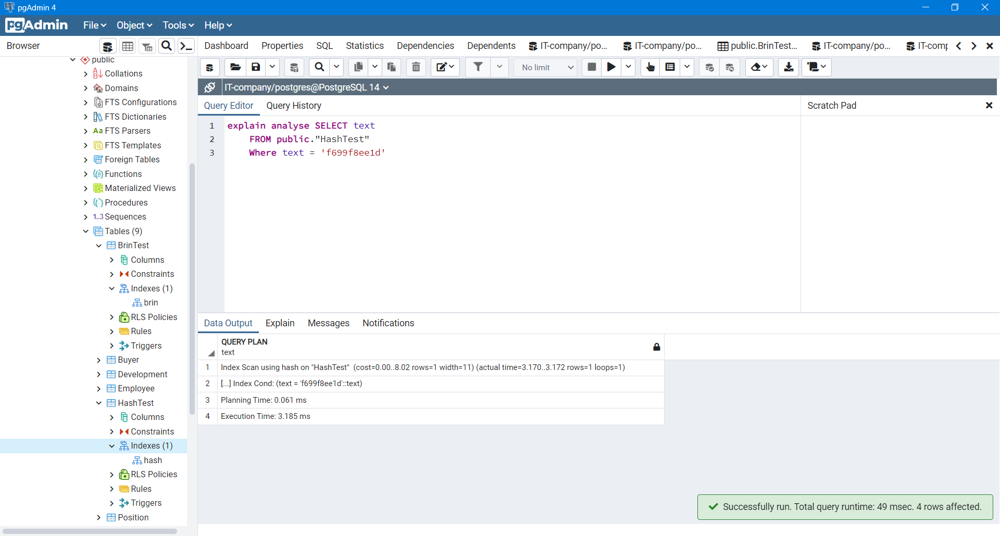 pgAdmin 4
pgAdmin File Object Tools Help
Browser
Dashboard Properties SQL Statistics Dependencies Dependents IT-company/po... IT-company/po... public.BrinTest... IT-company/po... IT-comp
public
Collations
Domains
FTS Configurations
FTS Dictionaries
Aa FTS Parsers
FTS Templates
Foreign Tables
Functions
Materialized Views
Procedures
1..3 Sequences
Tables (9)
BrinTest
Columns
Constraints
Indexes (1)
brin
RLS Policies
Rules
Triggers
Buyer
Development
Employee
HashTest
Columns
Constraints
Indexes (1)
hash
RLS Policies
Rules
Triggers
Position
No limit
IT-company/postgres@PostgreSQL 14
Query Editor Query History
Scratch Pad
1 explain analyse SELECT text
2 FROM public."HashTest"
3 Where text = 'f699f8ee1d'
Data Output Explain Messages Notifications
QUERY PLAN
text
1 Index Scan using hash on "HashTest" (cost=0.00..8.02 rows=1 width=11) (actual time=3.170..3.172 rows=1 loops=1)
2 [...] Index Cond: (text = 'f699f8ee1d'::text)
3 Planning Time: 0.061 ms
4 Execution Time: 3.185 ms
Successfully run. Total query runtime: 49 msec. 4 rows affected.